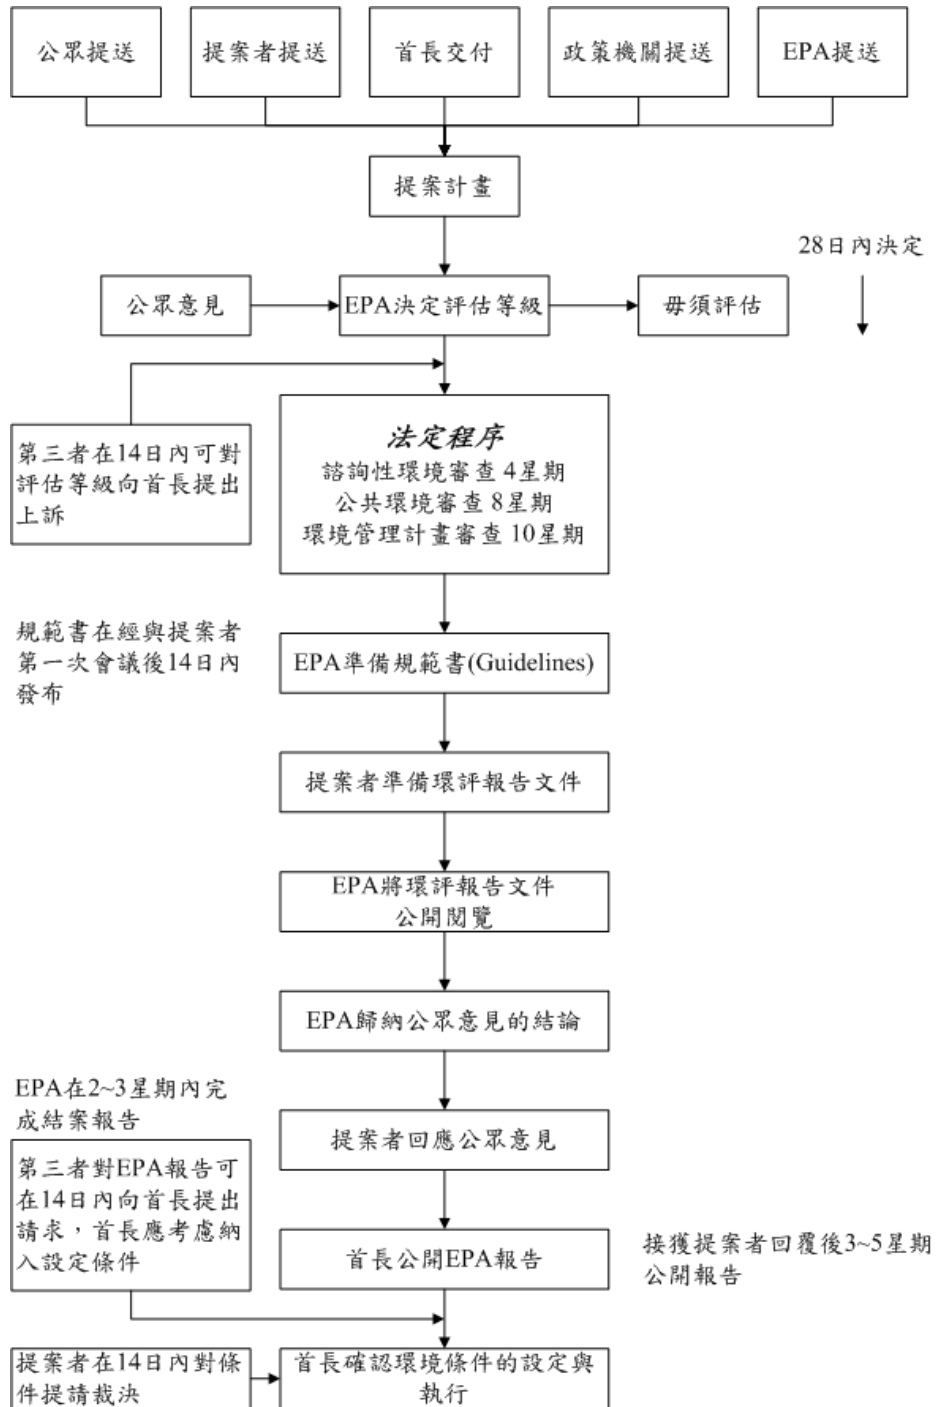 公眾提送
提案者提送
首長交付
政策機關提送
EPA提送
提案計畫
28日內決定
公眾意見
EPA決定評估等級
毋須評估
第三者在14日內可對
評估等級向首長提出
上訴
法定程序
諮詢性環境審查 4星期
公共環境審查 8星期
環境管理計畫審查 10星期
規範書在經與提案者
第一次會議後14日內
發布
EPA準備規範書(Guidelines)
提案者準備環評報告文件
EPA將環評報告文件
公開閱覽
EPA歸納公眾意見的結論
EPA在2~3星期內完
成結案報告
提案者回應公眾意見
第三者對EPA報告可
在14日內向首長提出
請求，首長應考慮納
入設定條件
首長公開EPA報告
接獲提案者回覆後3~5星期
公開報告
提案者在14日內對條
件提請裁決
首長確認環境條件的設定與
執行